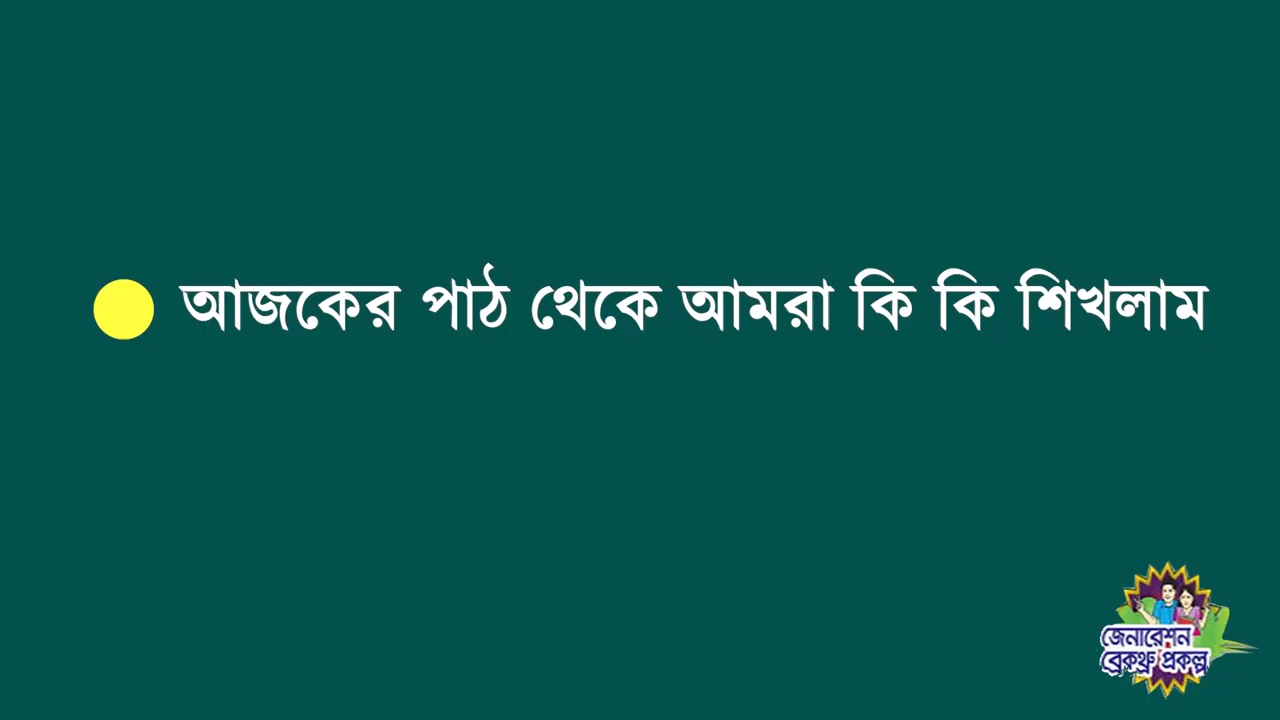 আজকের পাঠ থেকে আমরা কি কি শিখলাম
জেনারেশন
ব্রেকথ্রু প্রকল্প